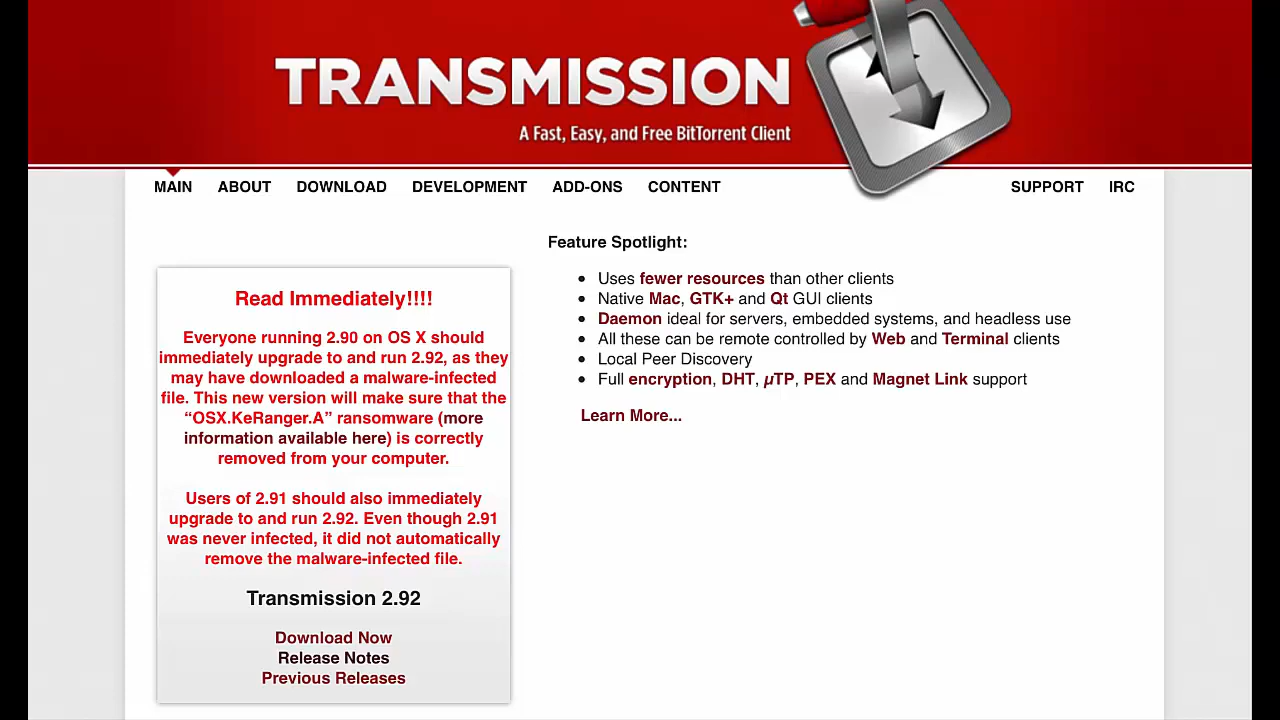 TRANSMISSION
A Fast, Easy, and Free BitTorrent Client
MAIN ABOUT DOWNLOAD DEVELOPMENT ADD-ONS CONTENT SUPPORT IRC
Read Immediately!!!!
Everyone running 2.90 on OS X should
immediately upgrade to and run 2.92, as they
may have downloaded a malware-infected
file. This new version will make sure that the
“OSX.KeRanger.A” ransomware (more
information available here) is correctly
removed from your computer.
Users of 2.91 should also immediately
upgrade to and run 2.92. Even though 2.91
was never infected, it did not automatically
remove the malware-infected file.
Transmission 2.92
Download Now
Release Notes
Previous Releases
Feature Spotlight:
• Uses fewer resources than other clients
• Native Mac, GTK+ and Qt GUI clients
• Daemon ideal for servers, embedded systems, and headless use
• All these can be remote controlled by Web and Terminal clients
• Local Peer Discovery
• Full encryption, DHT, µTP, PEX and Magnet Link support
Learn More...